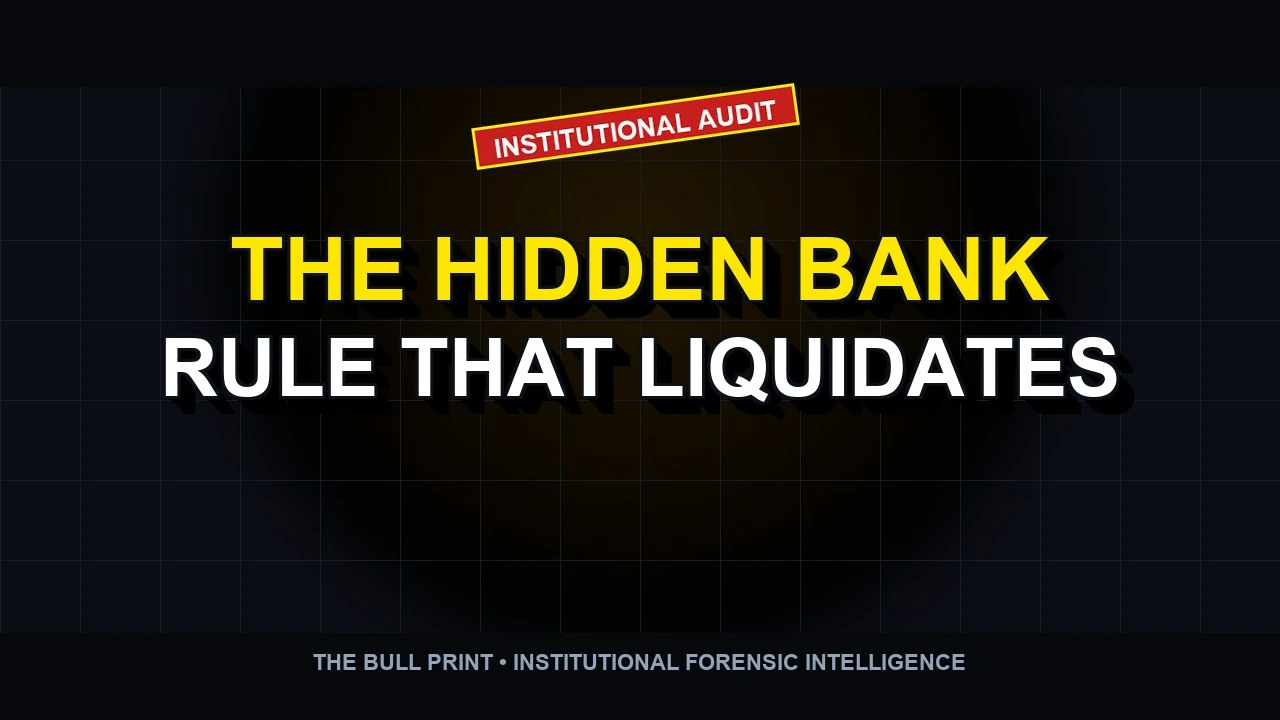 INSTITUTIONAL AUDIT
THE HIDDEN BANK
RULE THAT LIQUIDATES
THE BULL PRINT • INSTITUTIONAL FORENSIC INTELLIGENCE